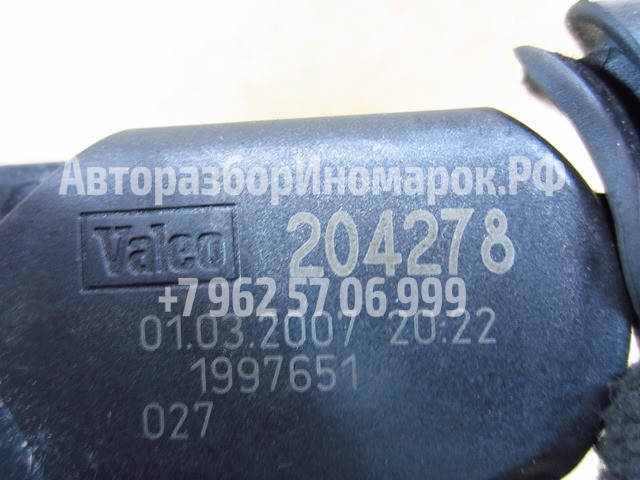 АвторазборИномарок.РФ
Valeo 204278
+7 962 57 06 999
01.03.2007 20:22
1997651
027